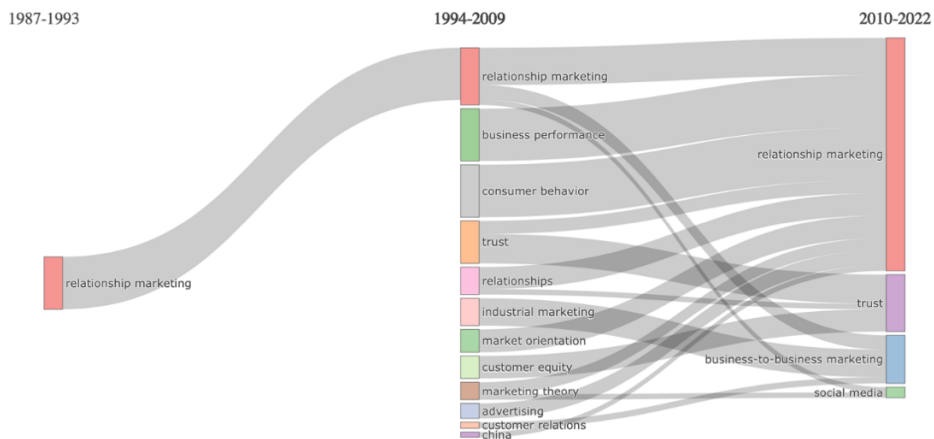 1987-1993
1994-2009
2010-2022
relationship marketing
relationship marketing
business performance
consumer behavior
trust
relationships
industrial marketing
market orientation
customer equity
marketing theory
advertising
customer relations
china
relationship marketing
trust
business-to-business marketing
social media